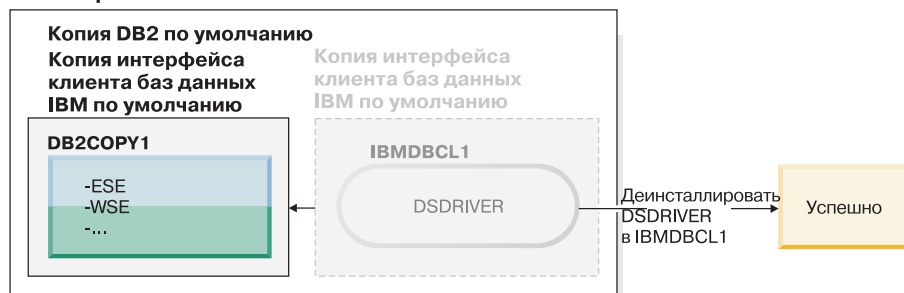 Копия DB2 по умолчанию
Копия интерфейса
клиента баз данных
IBM по умолчанию
Копия интерфейса
клиента баз данных
IBM по умолчанию
DB2COPY1
-ESE
-WSE
-...
IBMDBCL1
DSDRIVER
Деинсталлировать
DSDRIVER
в IBMDBCL1
Успешно